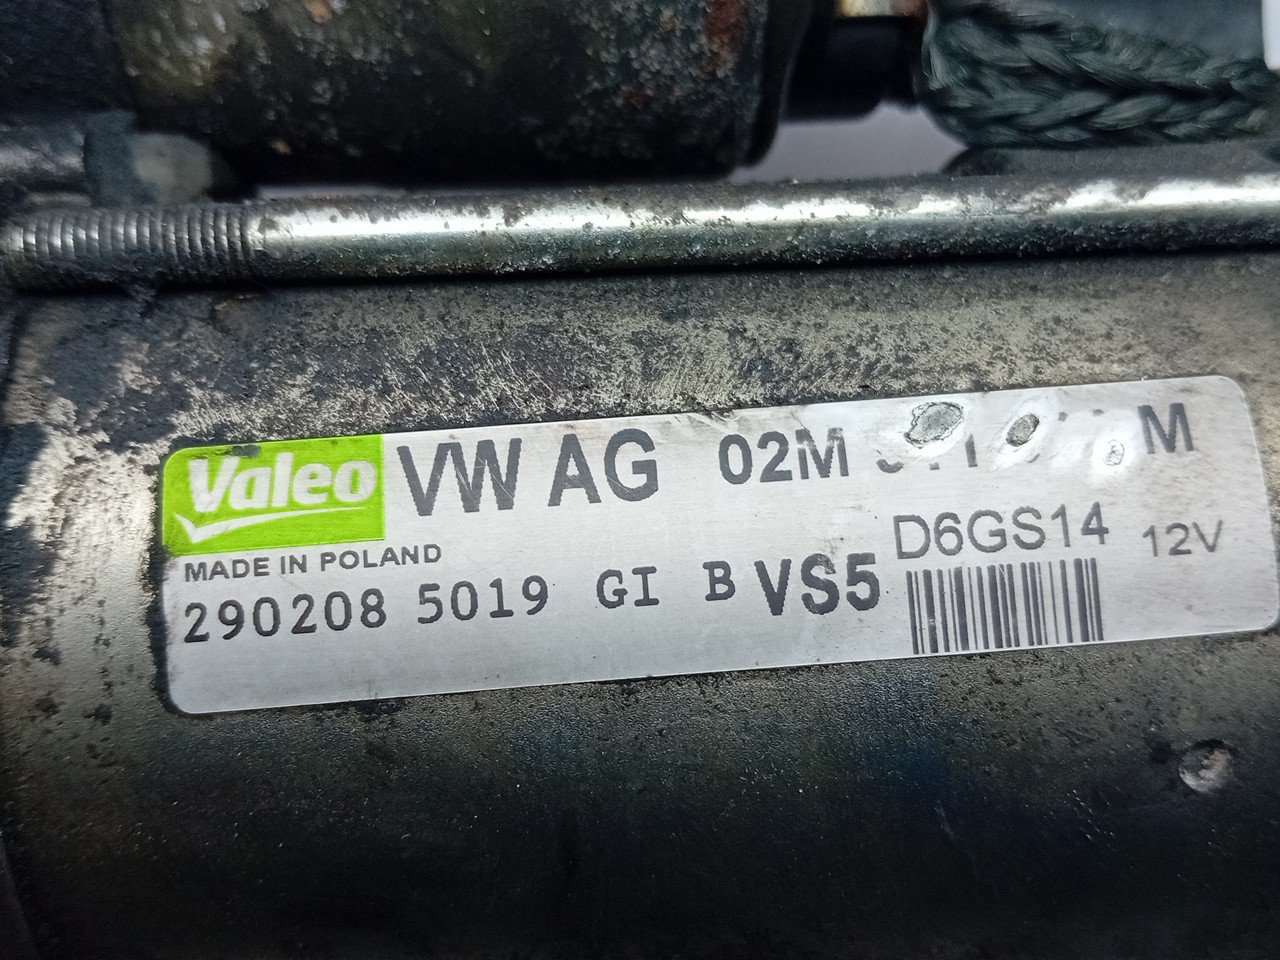 Valeo VW AG 02M M
MADE IN POLAND D6GS14 12V
290208 5019 GI B VS5